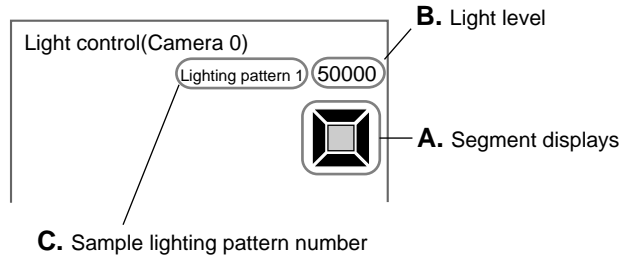 B. Light level
Light control(Camera 0)
Lighting pattern 1 50000
A. Segment displays
C. Sample lighting pattern number